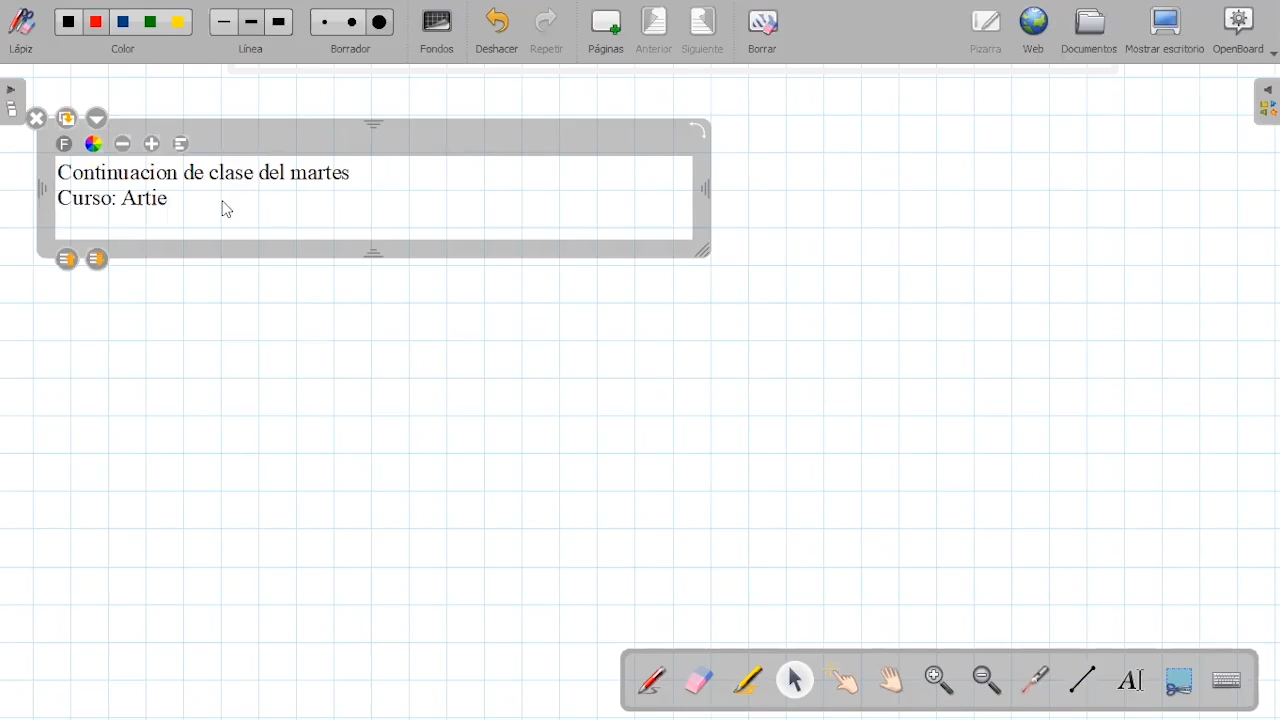 Lápiz
Color
Línea
Borrador
Fondos
Deshacer
Repetir
Páginas
Anterior
Siguiente
Borrar
Pizarra
Web
Documentos
Mostrar escritorio
OpenBoard
F
Continuacion de clase del martes
Curso: Artie
AI